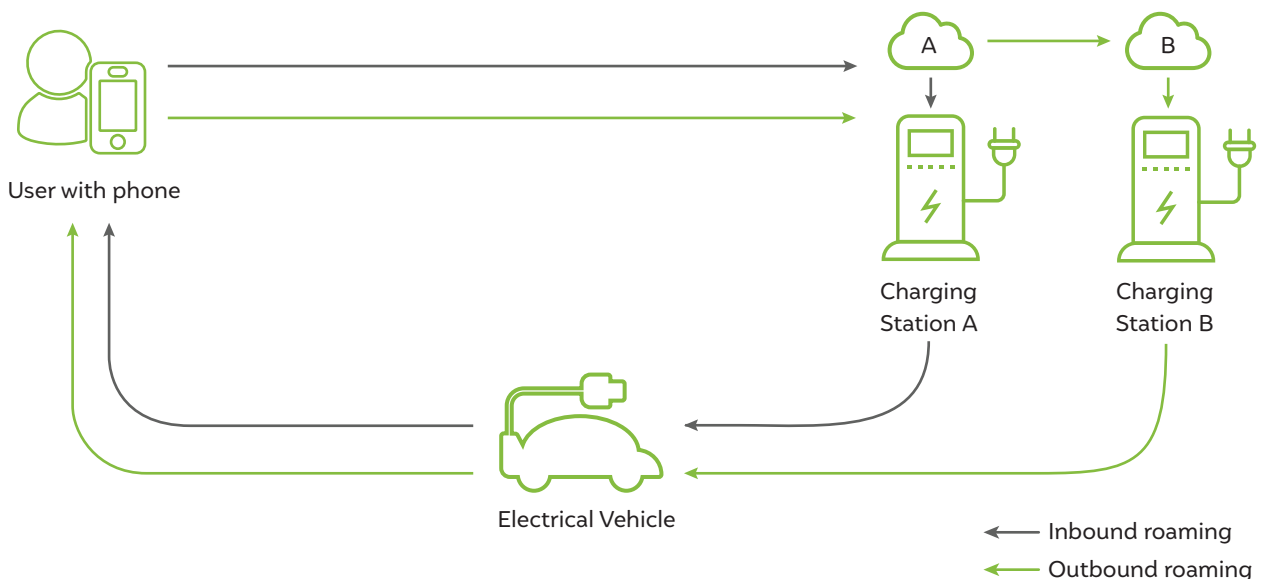 A
B
User with phone
Charging
Station A
Charging
Station B
Electrical Vehicle
Inbound roaming
Outbound roaming